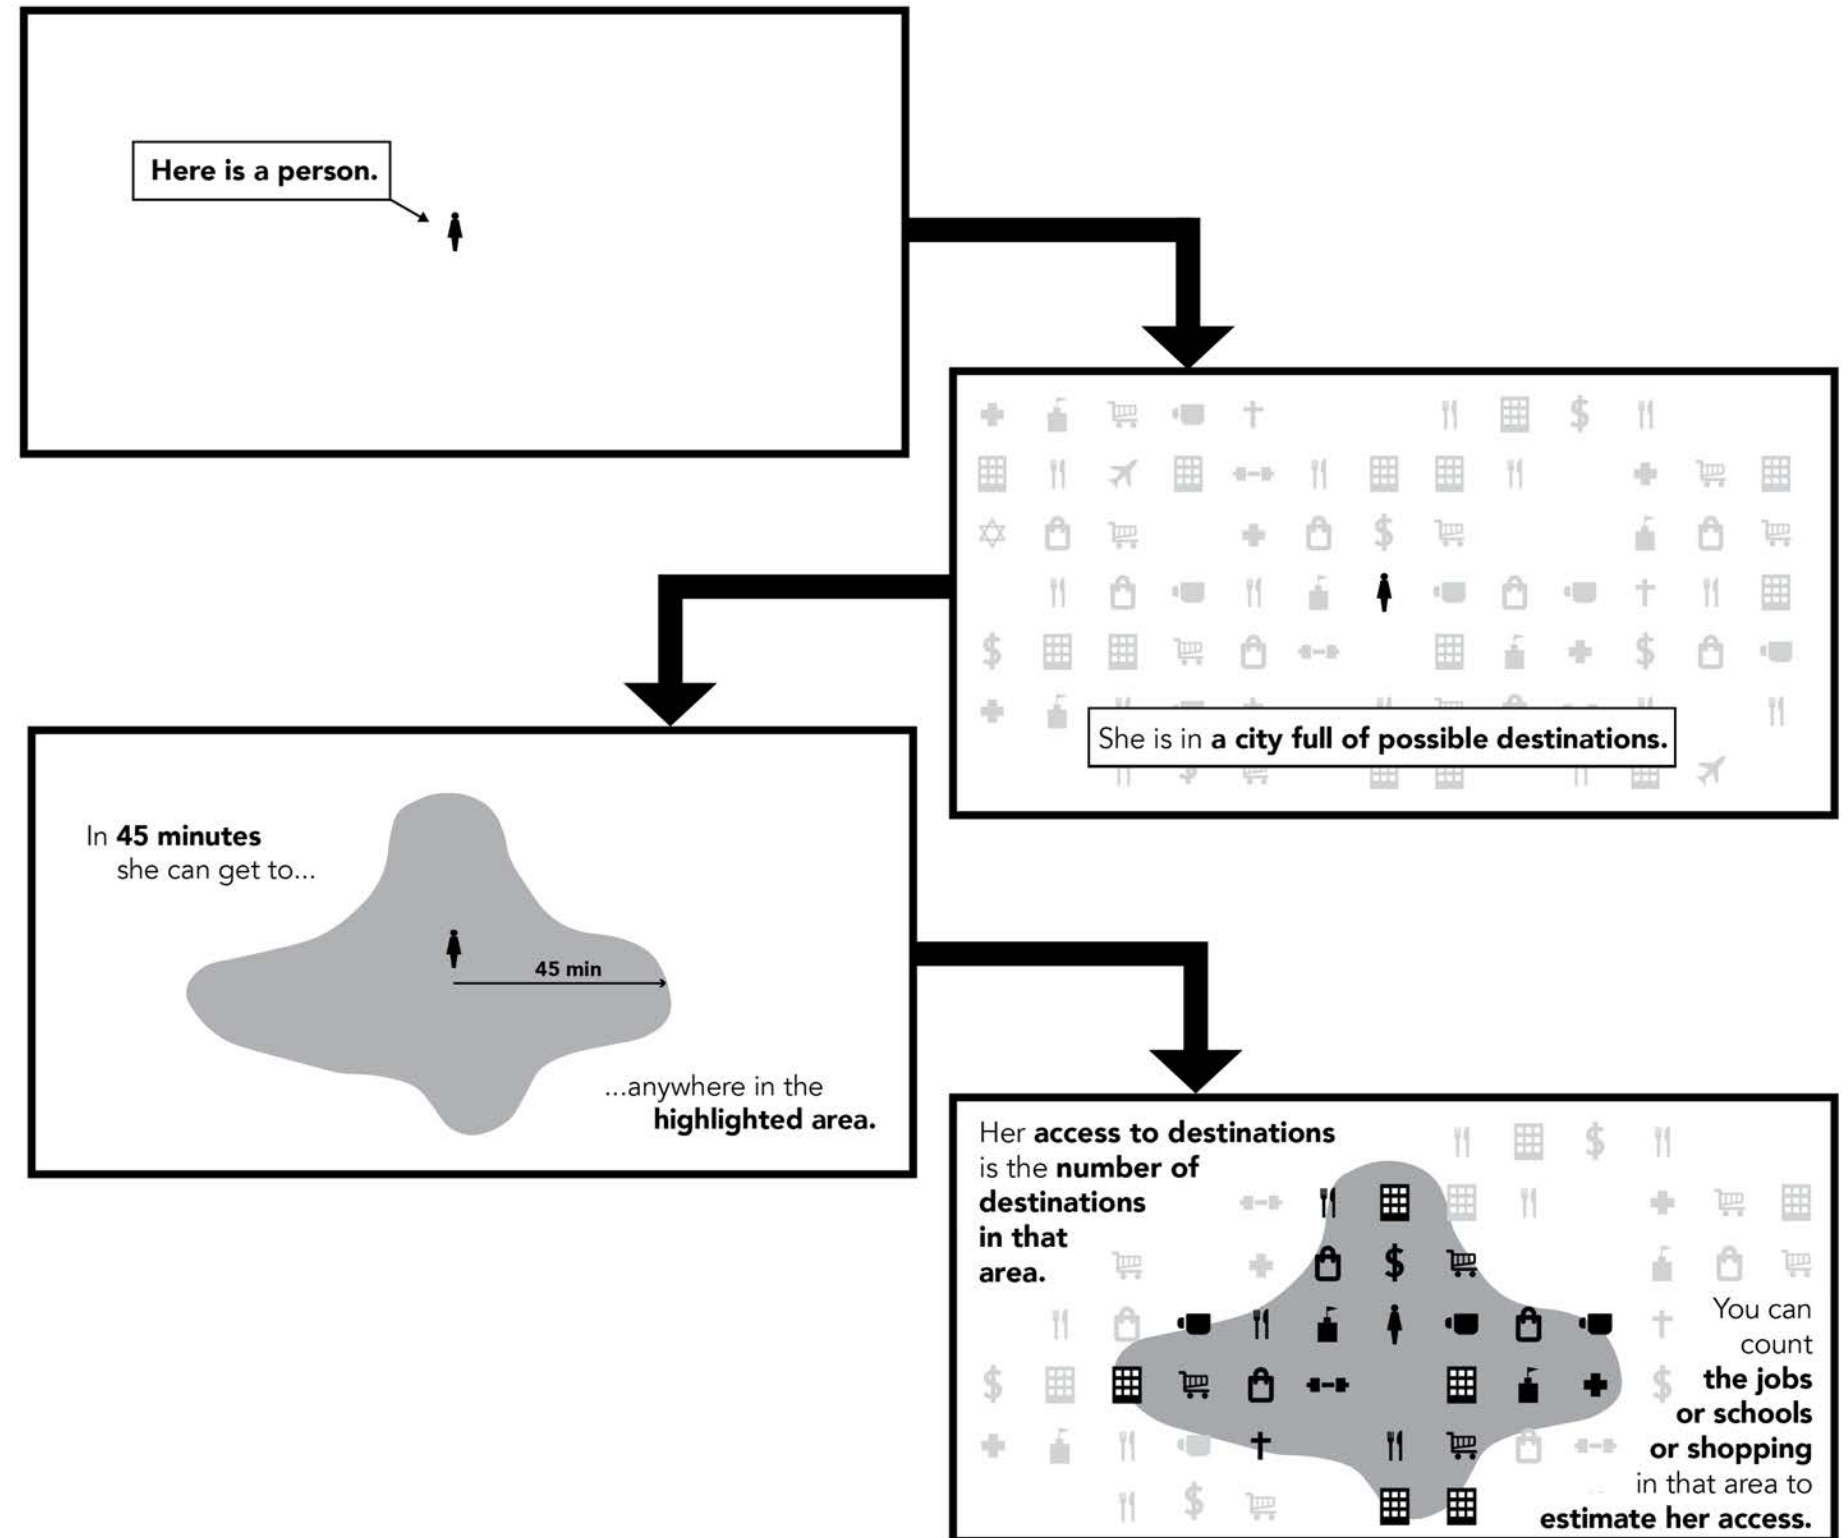 Here is a person.
She is in a city full of possible destinations.
In 45 minutes
she can get to...
45 min
...anywhere in the
highlighted area.
Her access to destinations
is the number of
destinations
in that
area.
You can
count
the jobs
or schools
or shopping
in that area to
estimate her access.